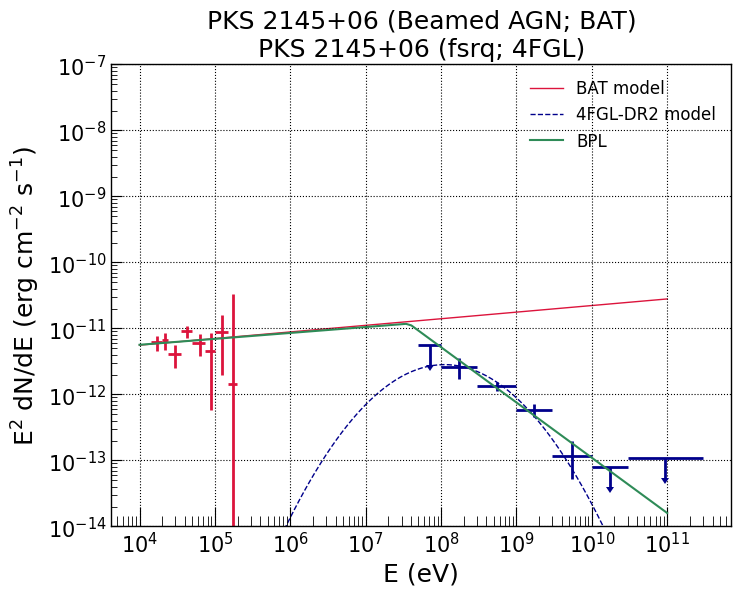 PKS 2145+06 (Beamed AGN; BAT)
PKS 2145+06 (fsrq; 4FGL)
BAT model
4FGL-DR2 model
BPL
E² dN/dE (erg cm⁻² s⁻¹)
10⁻⁷
10⁻⁸
10⁻⁹
10⁻¹⁰
10⁻¹¹
10⁻¹²
10⁻¹³
10⁻¹⁴
10⁴ 10⁵ 10⁶ 10⁷ 10⁸ 10⁹ 10¹⁰ 10¹¹
E (eV)